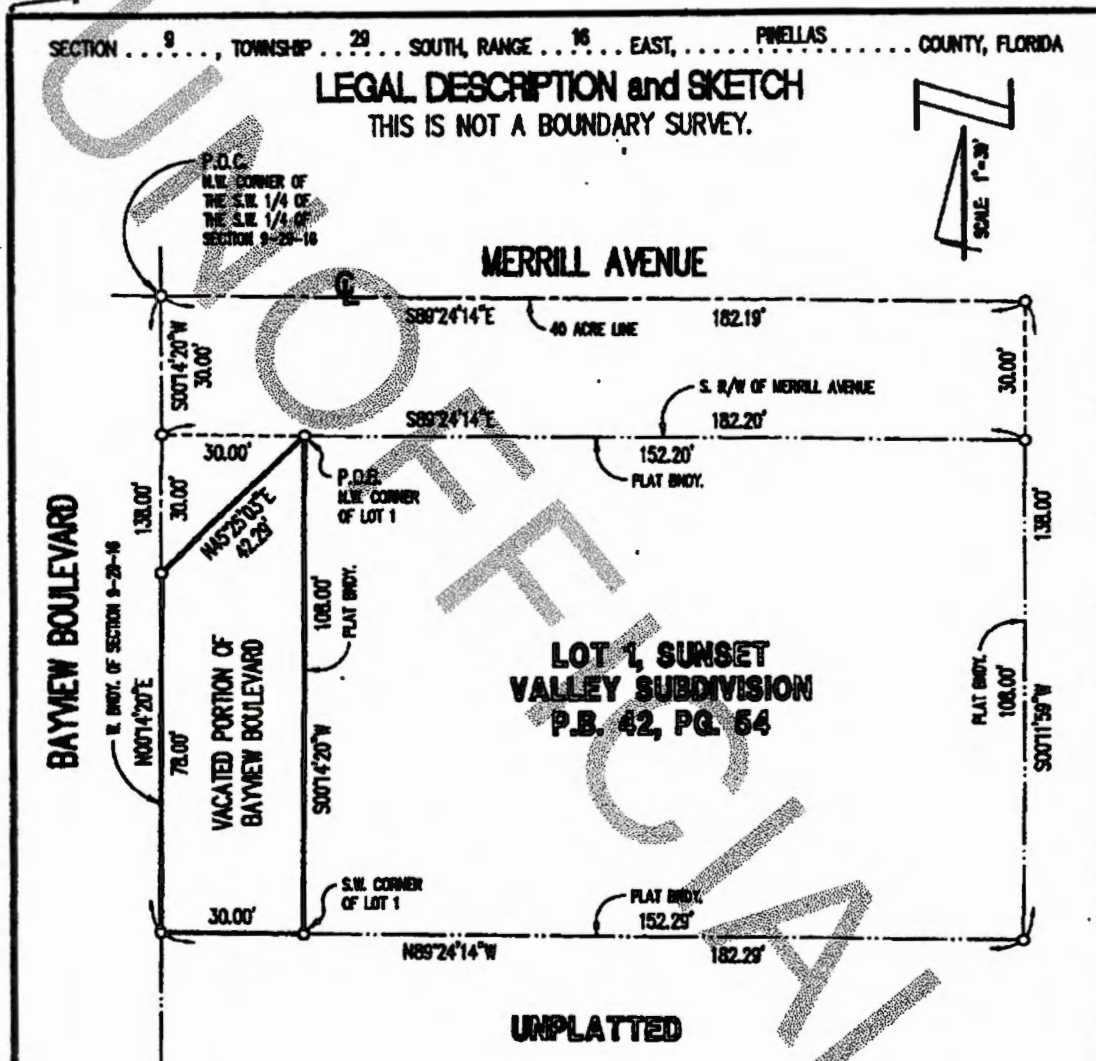 SECTION . . . 9 . . . , TOWNSHIP . . 29 . . . SOUTH, RANGE . . . 16 . . . EAST, . . . . . . PINELLAS . . . . . . . COUNTY, FLORIDA
LEGAL DESCRIPTION and SKETCH
THIS IS NOT A BOUNDARY SURVEY.
SCALE: 1"=30'
P.O.C.
N.W. CORNER OF
THE S.W. 1/4 OF
THE S.W. 1/4 OF
SECTION 9-29-16
MERRILL AVENUE
CL
S89°24'14"E
40 ACRE LINE
182.19'
S00°14'20"W
30.00'
30.00'
S. R/W OF MERRILL AVENUE
S89°24'14"E
182.20'
30.00'
152.20'
PLAT BNDY.
P.O.B.
N.W. CORNER
OF LOT 1
138.00'
30.00'
N45°25'03"E
42.29'
138.00'
BAYVIEW BOULEVARD
W. BNDY. OF SECTION 9-29-16
N00°14'20"E
78.00'
VACATED PORTION OF
BAYVIEW BOULEVARD
108.00'
PLAT BNDY.
S00°14'20"W
LOT 1, SUNSET
VALLEY SUBDIVISION
P.B. 42, PG. 54
PLAT BNDY.
108.00'
S00°11'59"W
S.W. CORNER
OF LOT 1
30.00'
PLAT BNDY.
152.29'
N89°24'14"W
182.29'
UNPLATTED
UNOFFICIAL